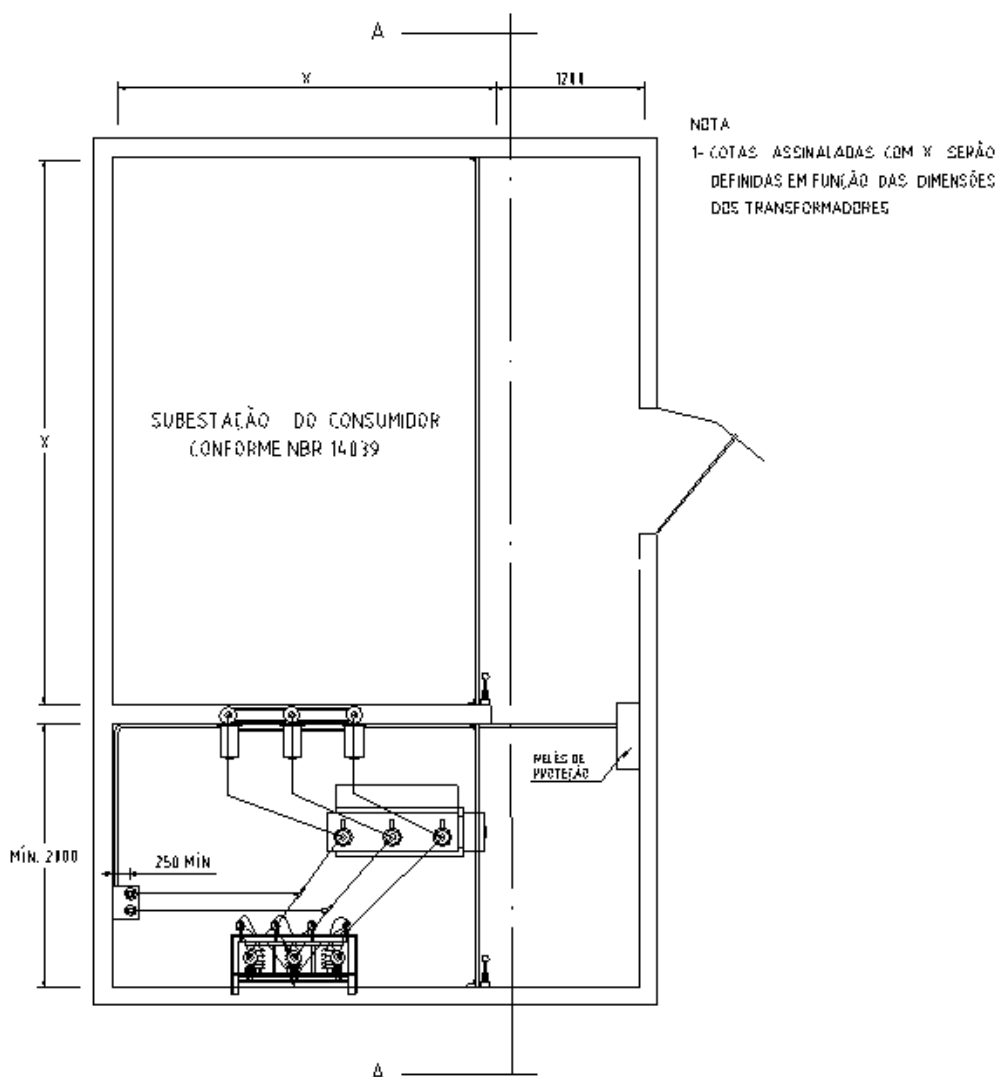 A
X
1200
NOTA
1- COTAS ASSINALADAS COM X SERÃO
DEFINIDAS EM FUNÇÃO DAS DIMENSÕES
DOS TRANSFORMADORES
SUBESTAÇÃO DO CONSUMIDOR
CONFORME NBR 14039
X
RELÉS DE
PROTEÇÃO
MÍN. 2000
250 MÍN
A